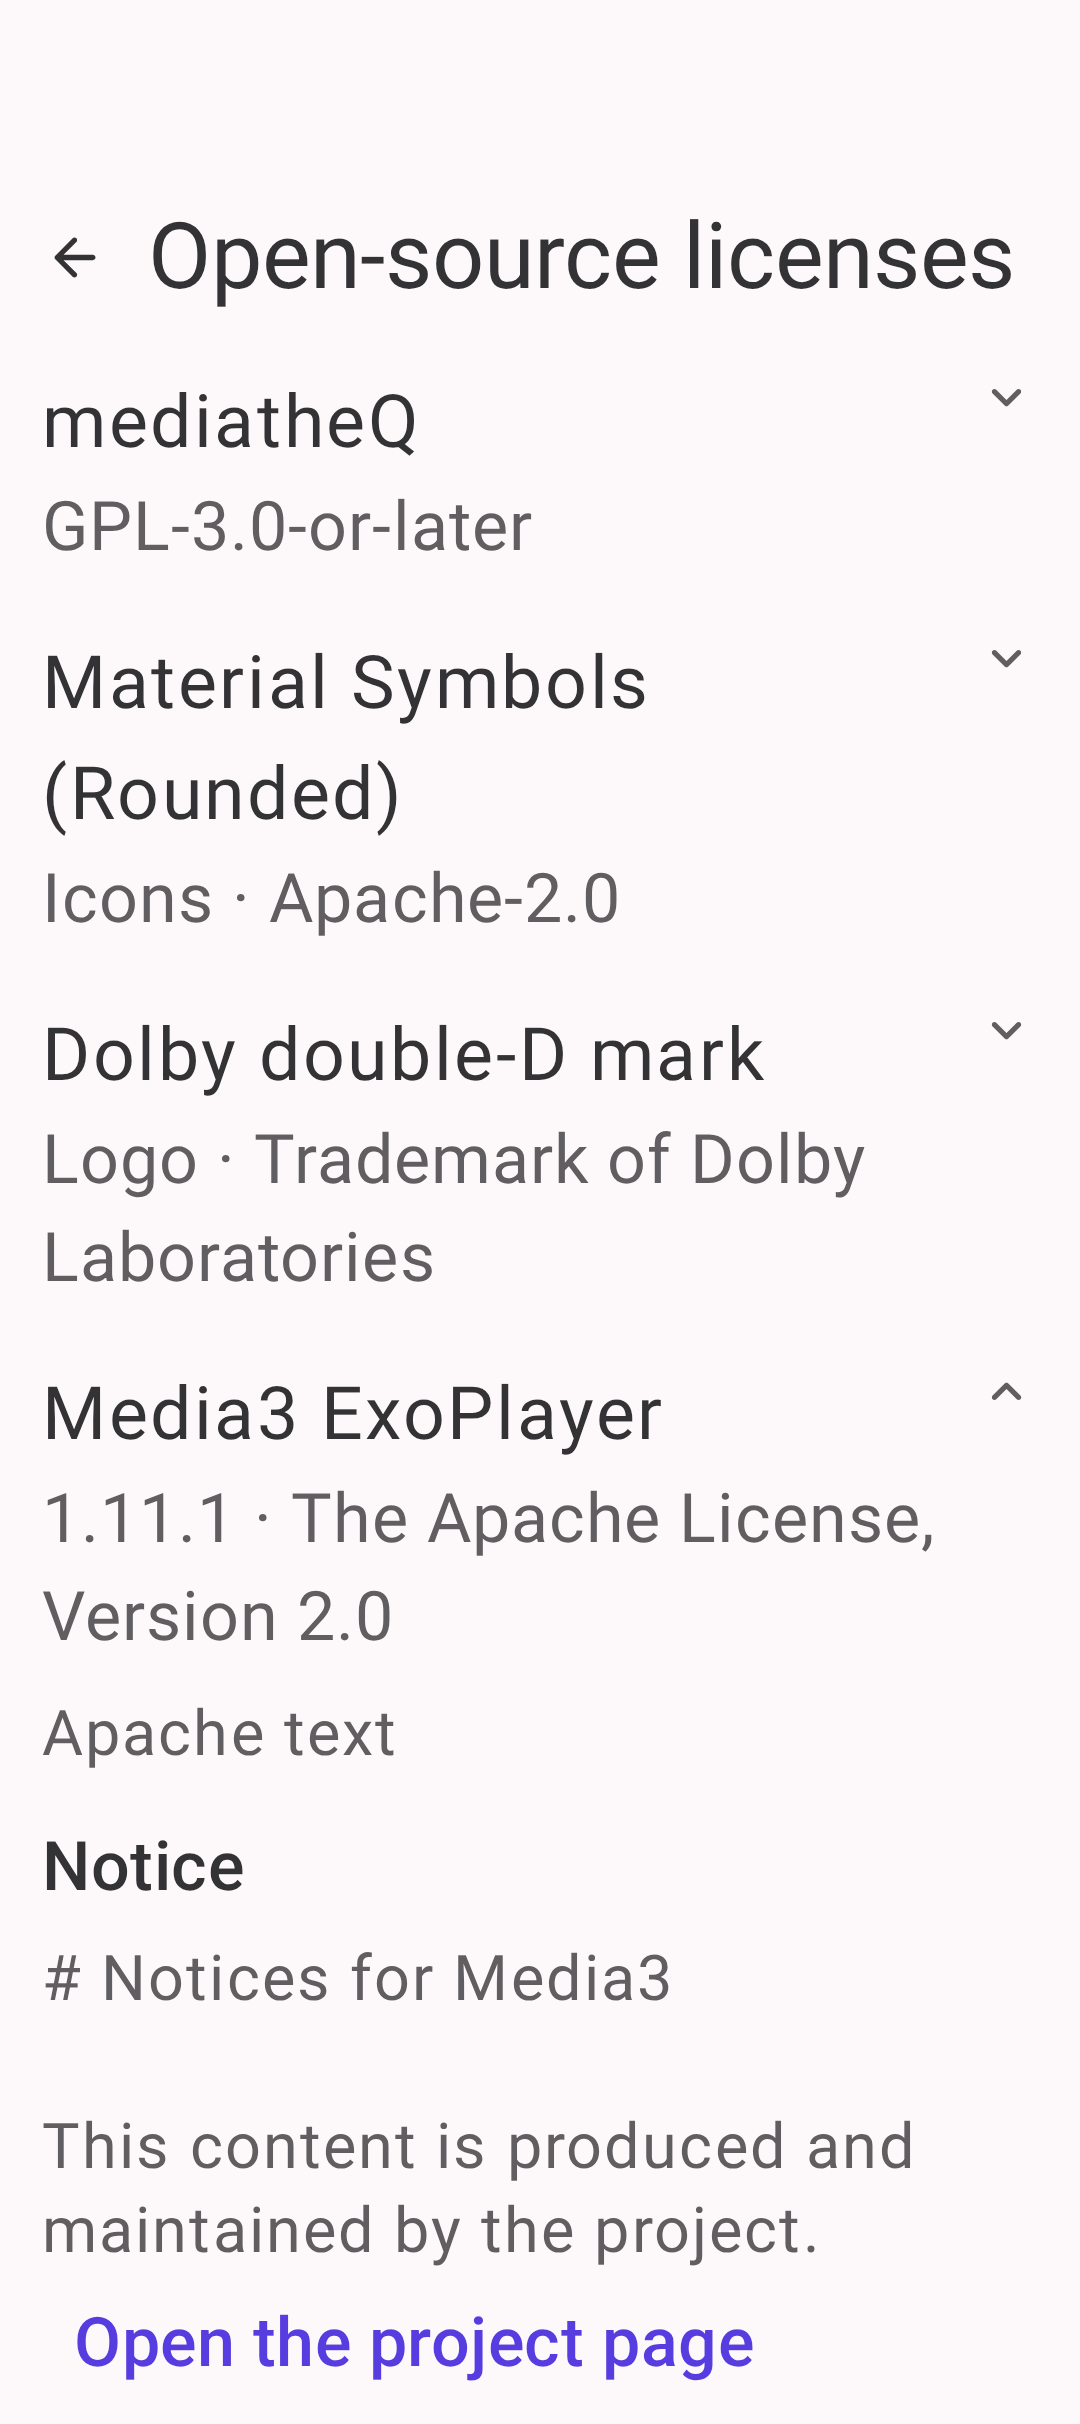 Open-source licenses
mediatheQ
GPL-3.0-or-later
Material Symbols
(Rounded)
Icons · Apache-2.0
Dolby double-D mark
Logo · Trademark of Dolby
Laboratories
Media3 ExoPlayer
1.11.1 · The Apache License,
Version 2.0
Apache text
Notice
# Notices for Media3
This content is produced and
maintained by the project.
Open the project page